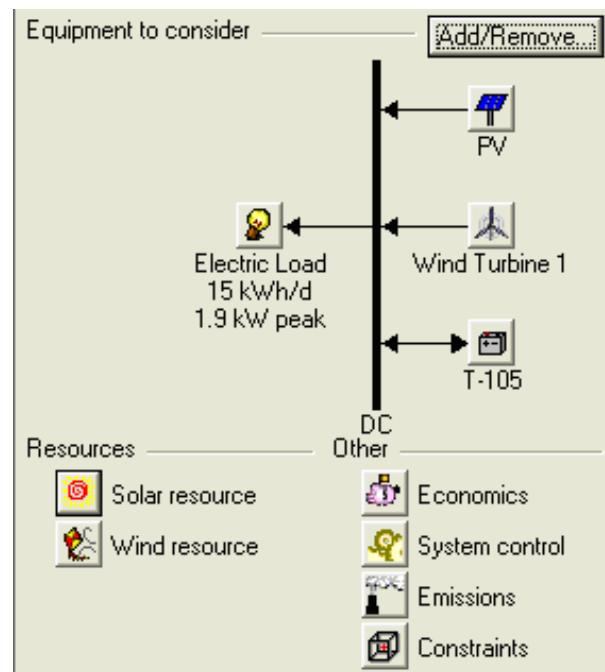 Equipment to consider
Add/Remove...
PV
Electric Load
15 kWh/d
1.9 kW peak
Wind Turbine 1
T-105
DC
Resources
Other
Solar resource
Economics
Wind resource
System control
Emissions
Constraints